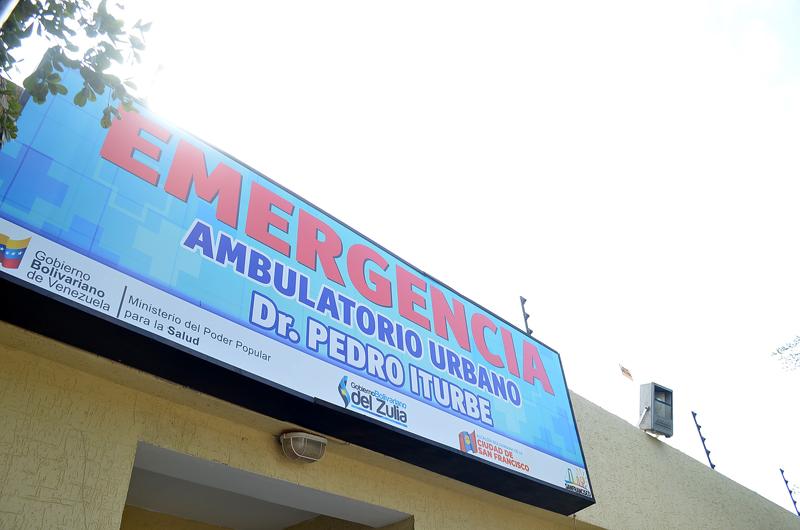 EMERGENCIA
AMBULATORIO URBANO
Dr. PEDRO ITURBE
Gobierno
Bolivariano
de Venezuela
Ministerio del Poder Popular
para la Salud
Gobierno Bolivariano
del Zulia
CIUDAD DE
SAN FRANCISCO